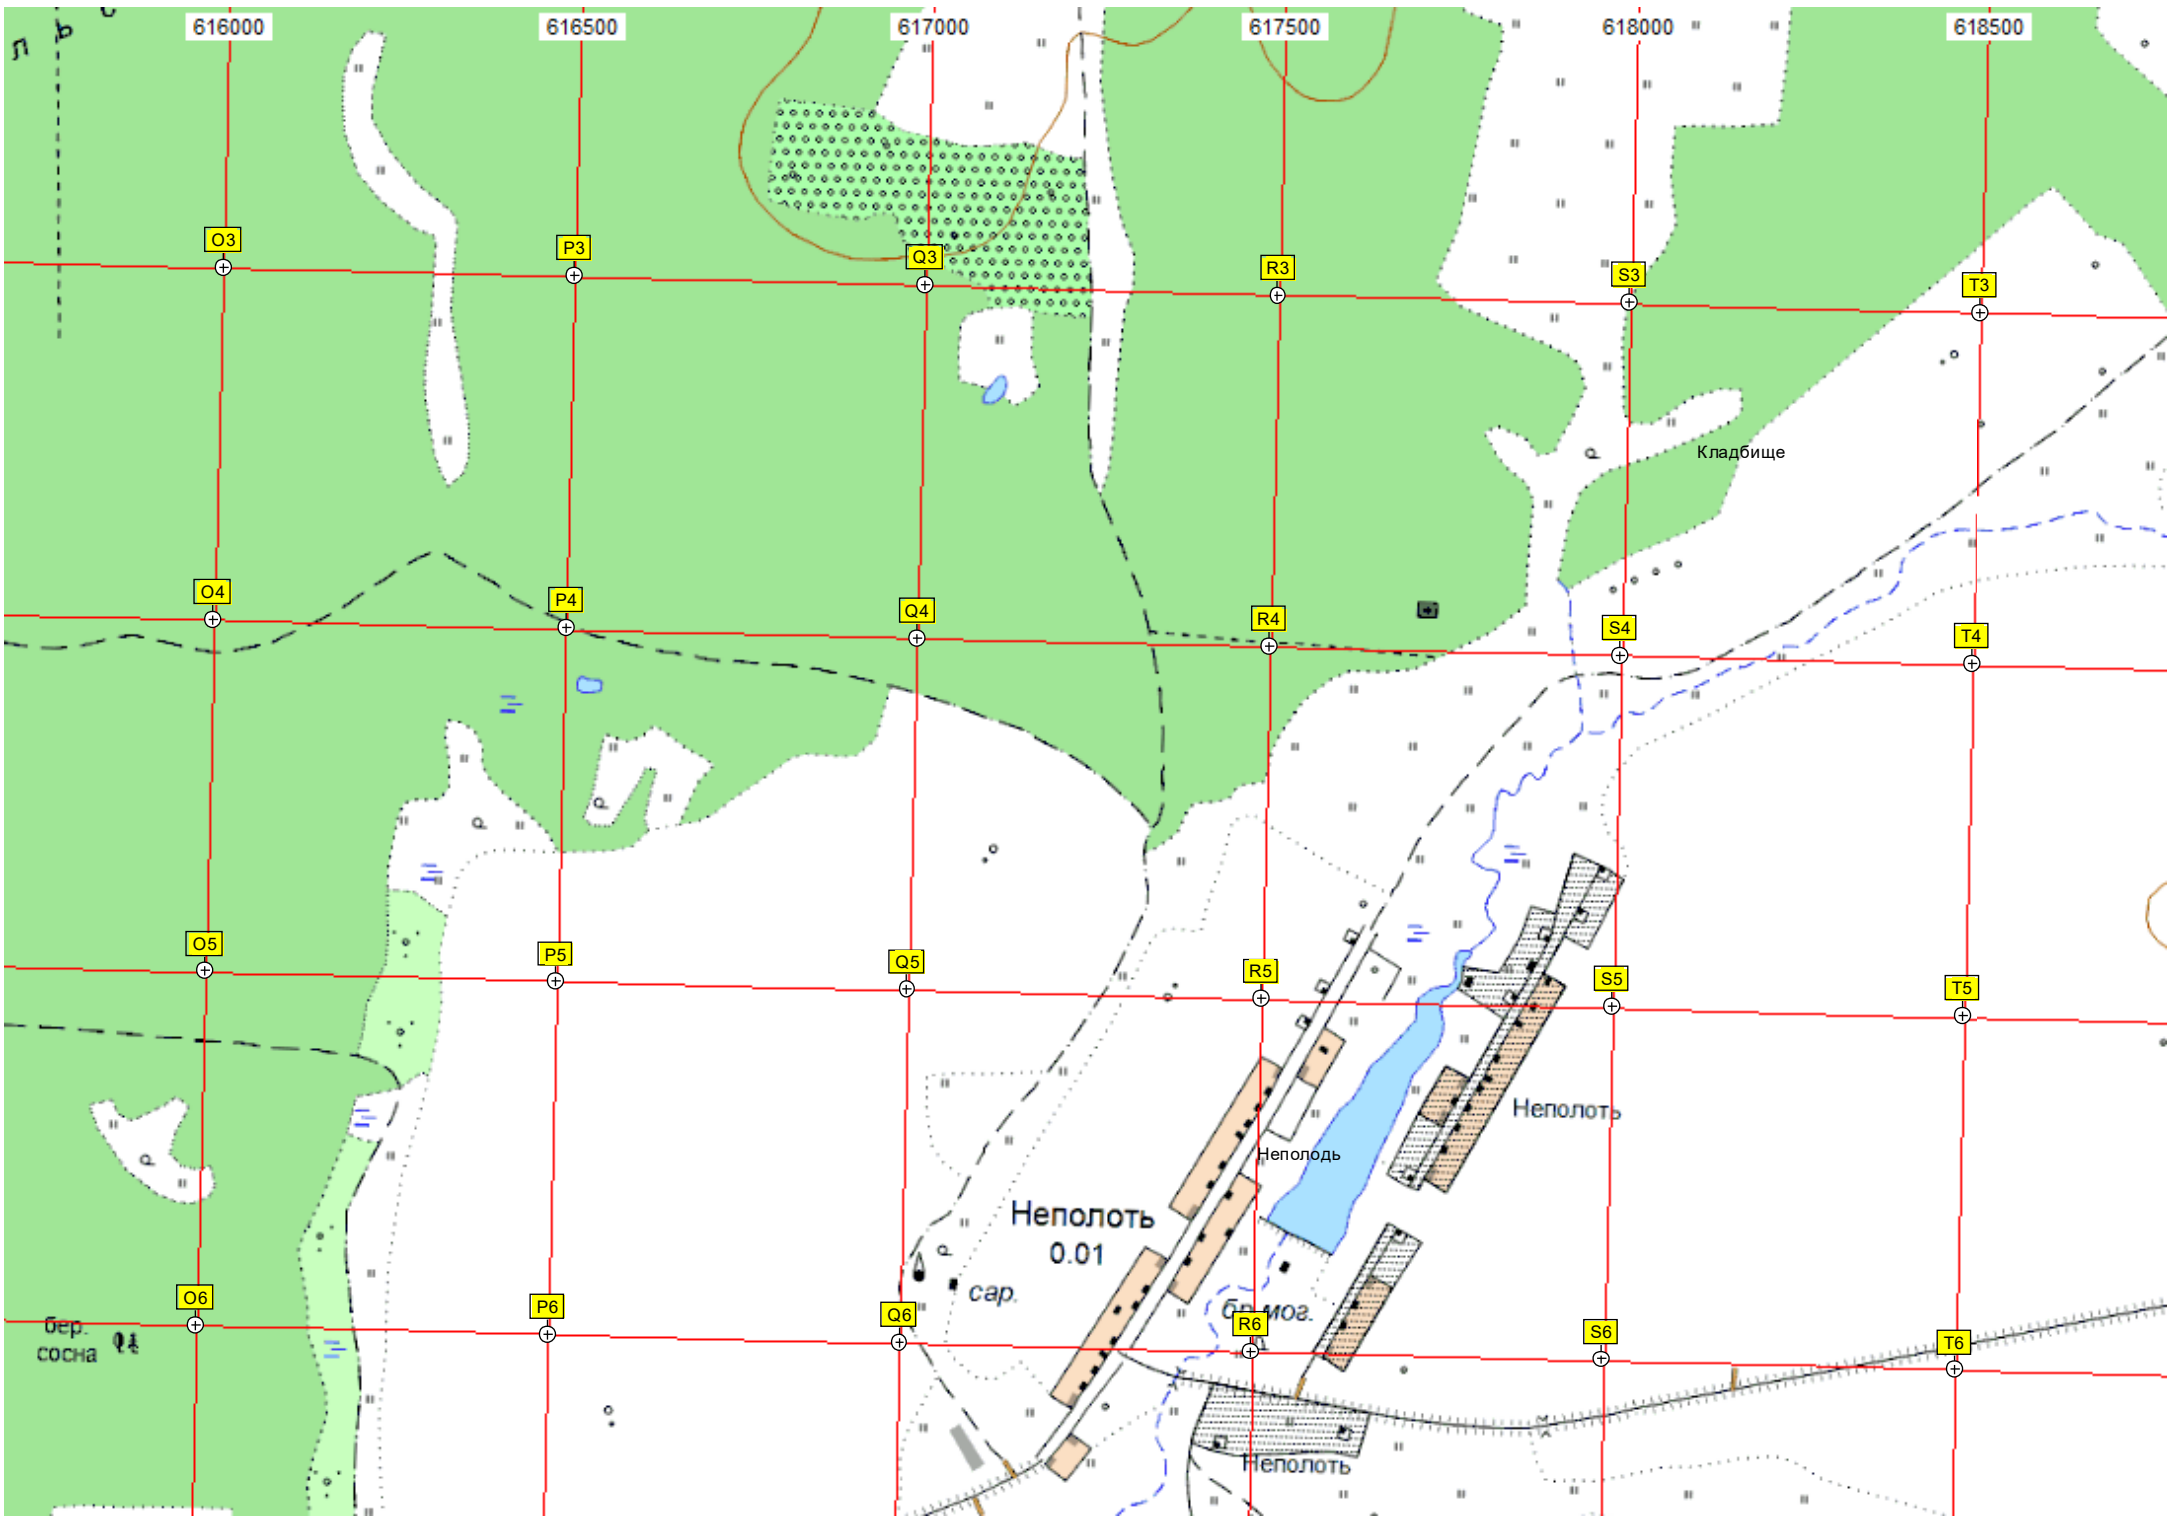 616000 616500 617000 617500 618000 618500
л ь с
O3 P3 Q3 R3 S3 T3
Кладбище
O4 P4 Q4 R4 S4 T4
O5 P5 Q5 R5 S5 T5
Неполоть
Неполодь
Неполоть
0.01
сар.
бр.мог.
O6 P6 Q6 R6 S6 T6
бер.
сосна
Неполоть